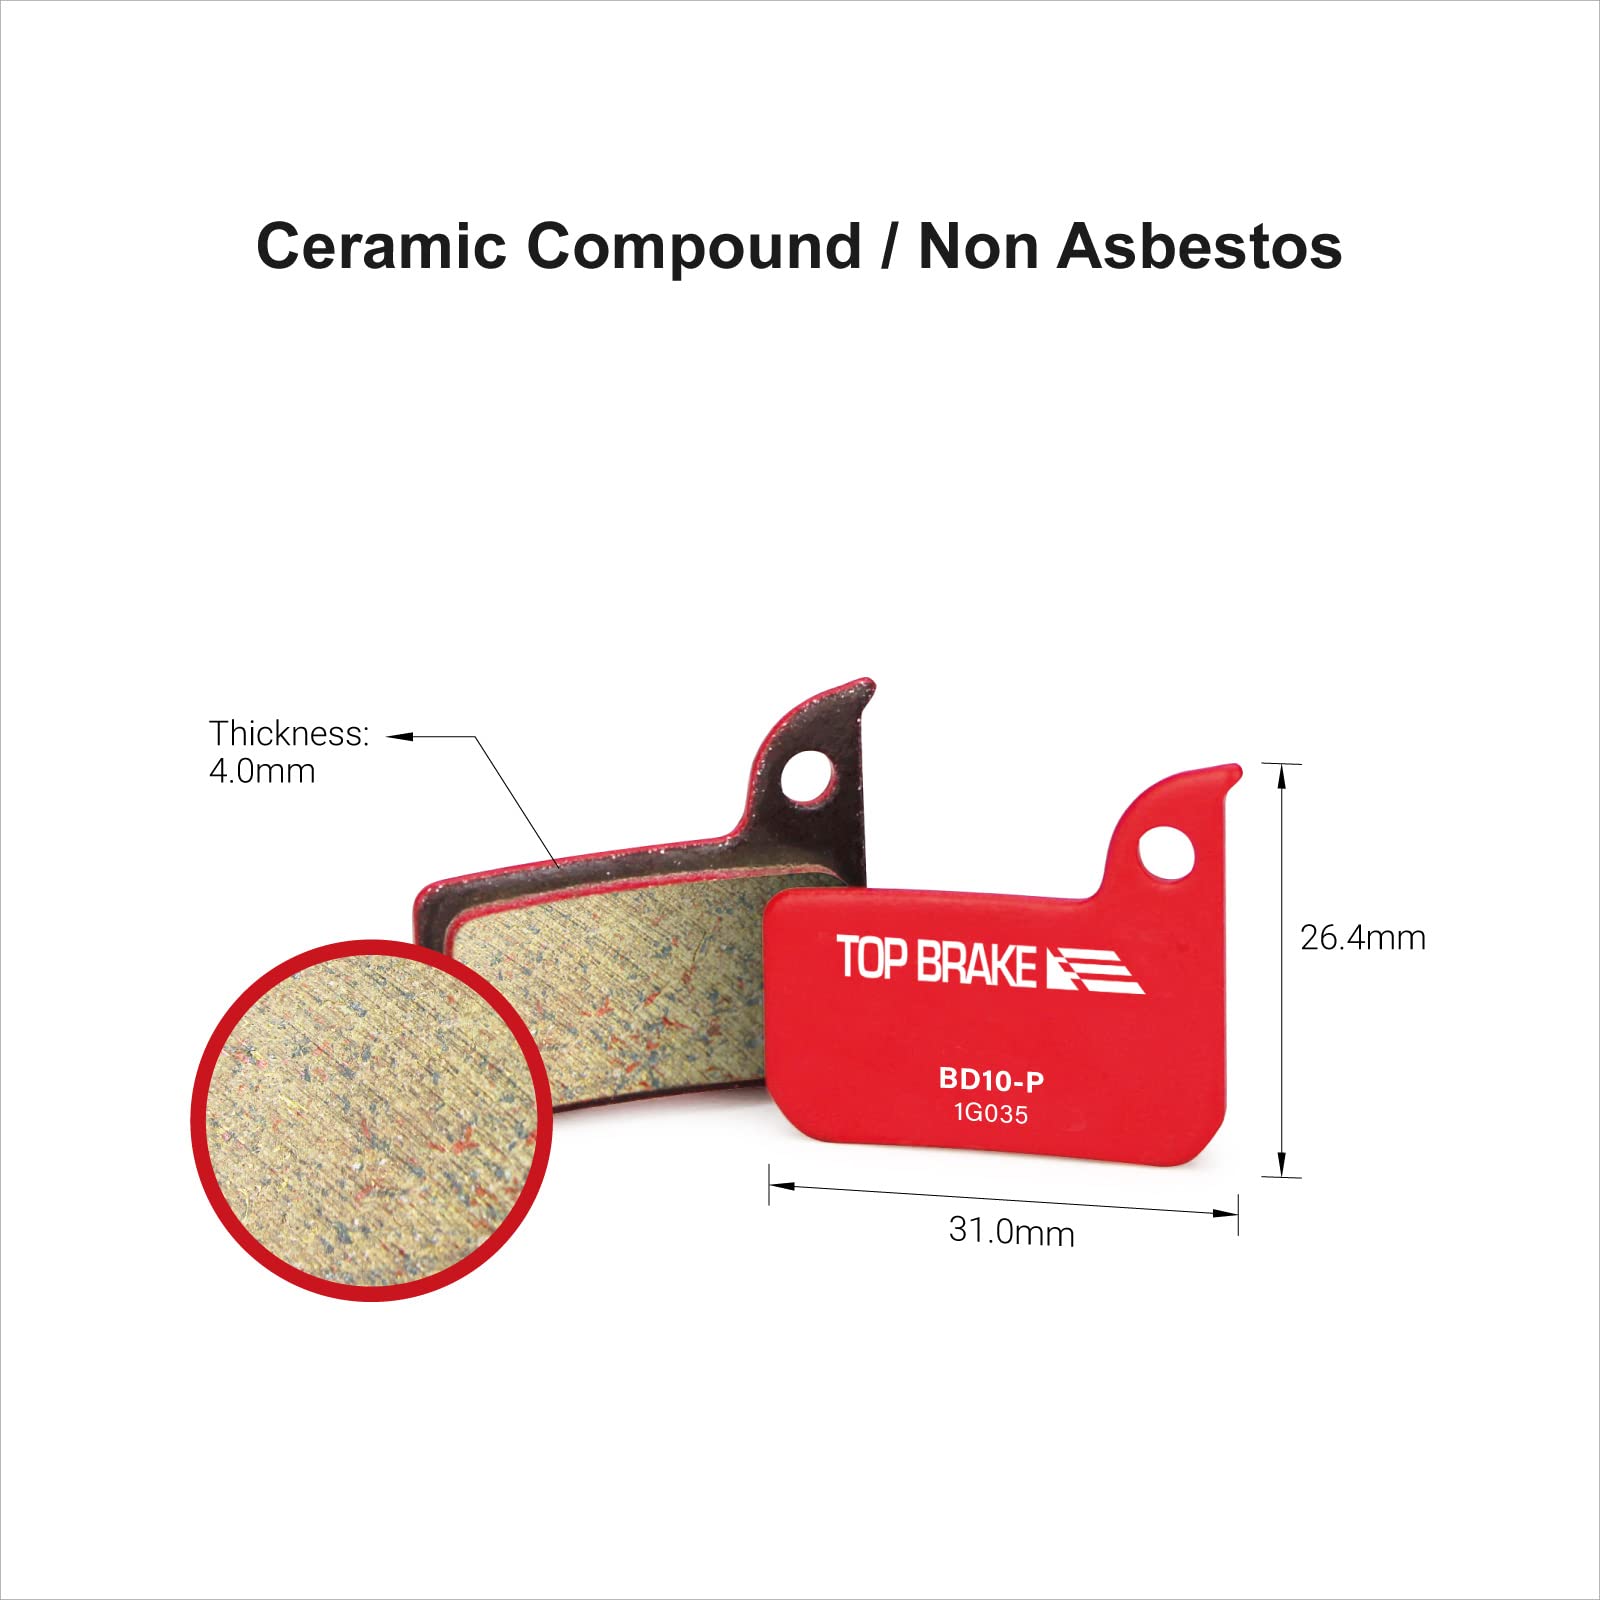 Ceramic Compound / Non Asbestos
Thickness:
4.0mm
TOP BRAKE
BD10-P
1G035
26.4mm
31.0mm